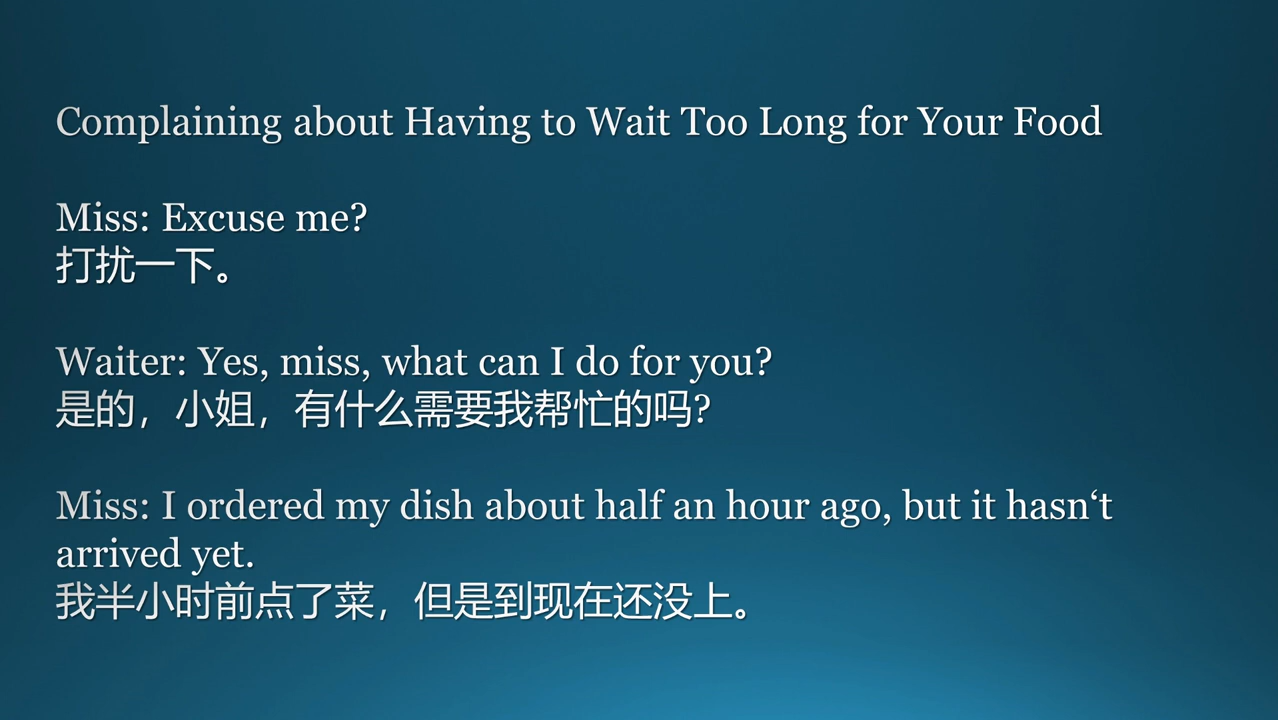 Complaining about Having to Wait Too Long for Your Food
Miss: Excuse me?
打扰一下。
Waiter: Yes, miss, what can I do for you?
是的，小姐，有什么需要我帮忙的吗?
Miss: I ordered my dish about half an hour ago, but it hasn‘t
arrived yet.
我半小时前点了菜，但是到现在还没上。